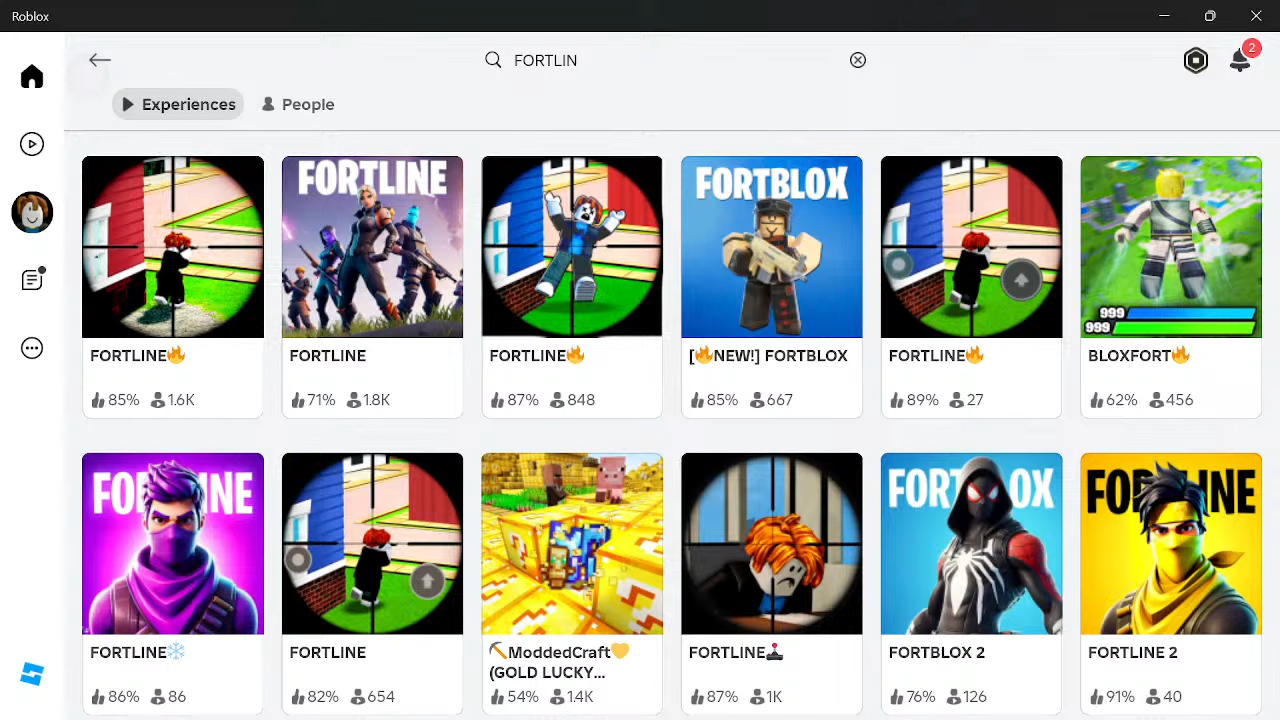 Roblox
FORTLIN
2
Experiences
People
FORTLINE
FORTBLOX
999
999
FORTLINE🔥
FORTLINE
FORTLINE🔥
[🔥NEW!] FORTBLOX
FORTLINE🔥
BLOXFORT🔥
85% 1.6K
71% 1.8K
87% 848
85% 667
89% 27
62% 456
FORTLINE❄️
FORTLINE
⛏️ModdedCraft💛
(GOLD LUCKY...
FORTLINE🕹️
FORTBLOX 2
FORTLINE 2
86% 86
82% 654
54% 1.4K
87% 1K
76% 126
91% 40